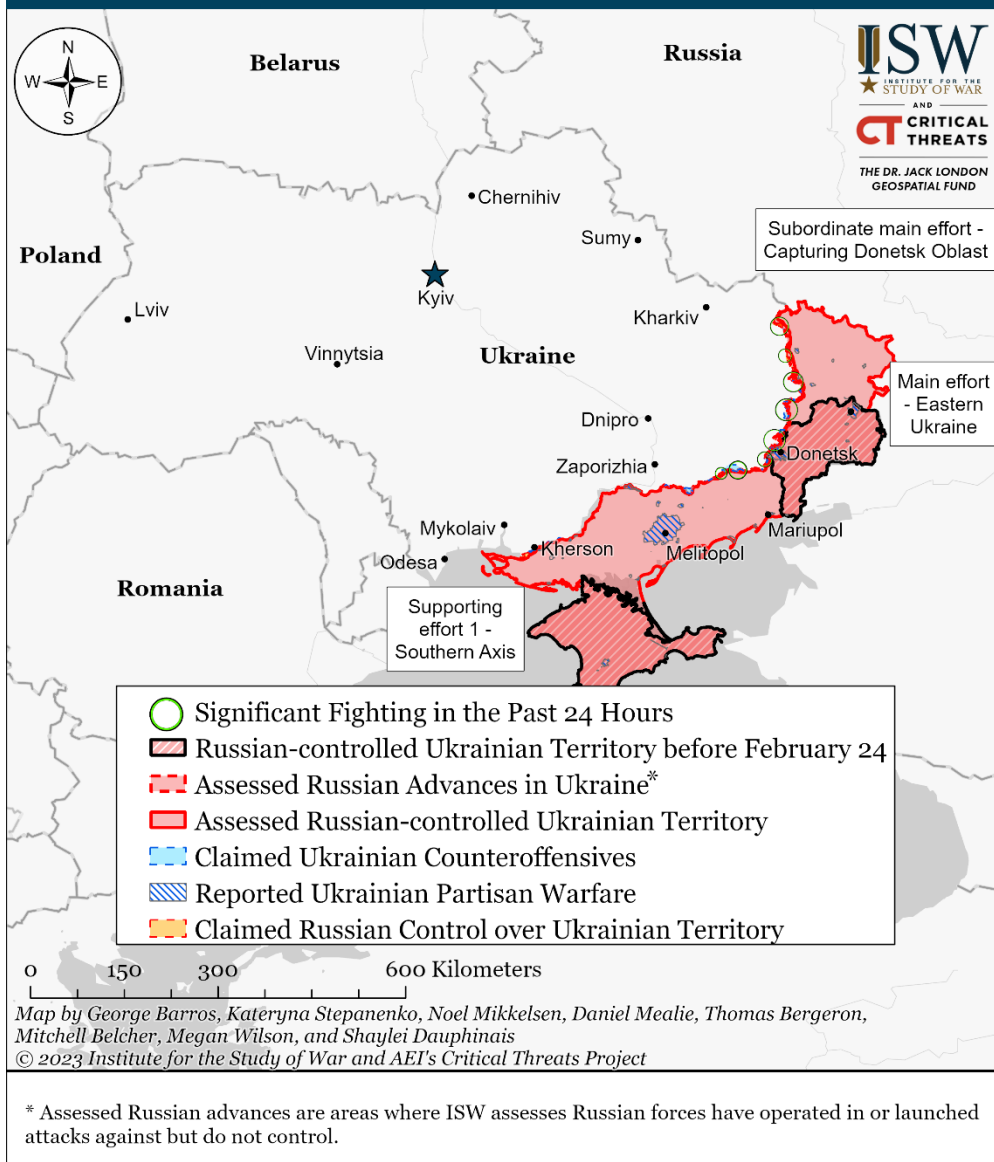 N
W E
S
Belarus
Russia
ISW
INSTITUTE FOR THE
STUDY OF WAR
AND
CT CRITICAL
THREATS
THE DR. JACK LONDON
GEOSPATIAL FUND
Chernihiv
Subordinate main effort -
Capturing Donetsk Oblast
Sumy
Poland
Kyiv
Lviv
Kharkiv
Vinnytsia
Ukraine
Main effort
- Eastern
Ukraine
Dnipro
Donetsk
Zaporizhia
Mariupol
Mykolaiv
Kherson
Melitopol
Odesa
Romania
Supporting
effort 1 -
Southern Axis
Significant Fighting in the Past 24 Hours
Russian-controlled Ukrainian Territory before February 24
Assessed Russian Advances in Ukraine*
Assessed Russian-controlled Ukrainian Territory
Claimed Ukrainian Counteroffensives
Reported Ukrainian Partisan Warfare
Claimed Russian Control over Ukrainian Territory
0 150 300 600 Kilometers
Map by George Barros, Kateryna Stepanenko, Noel Mikkelsen, Daniel Mealie, Thomas Bergeron,
Mitchell Belcher, Megan Wilson, and Shaylei Dauphinais
© 2023 Institute for the Study of War and AEI's Critical Threats Project
* Assessed Russian advances are areas where ISW assesses Russian forces have operated in or launched
attacks against but do not control.